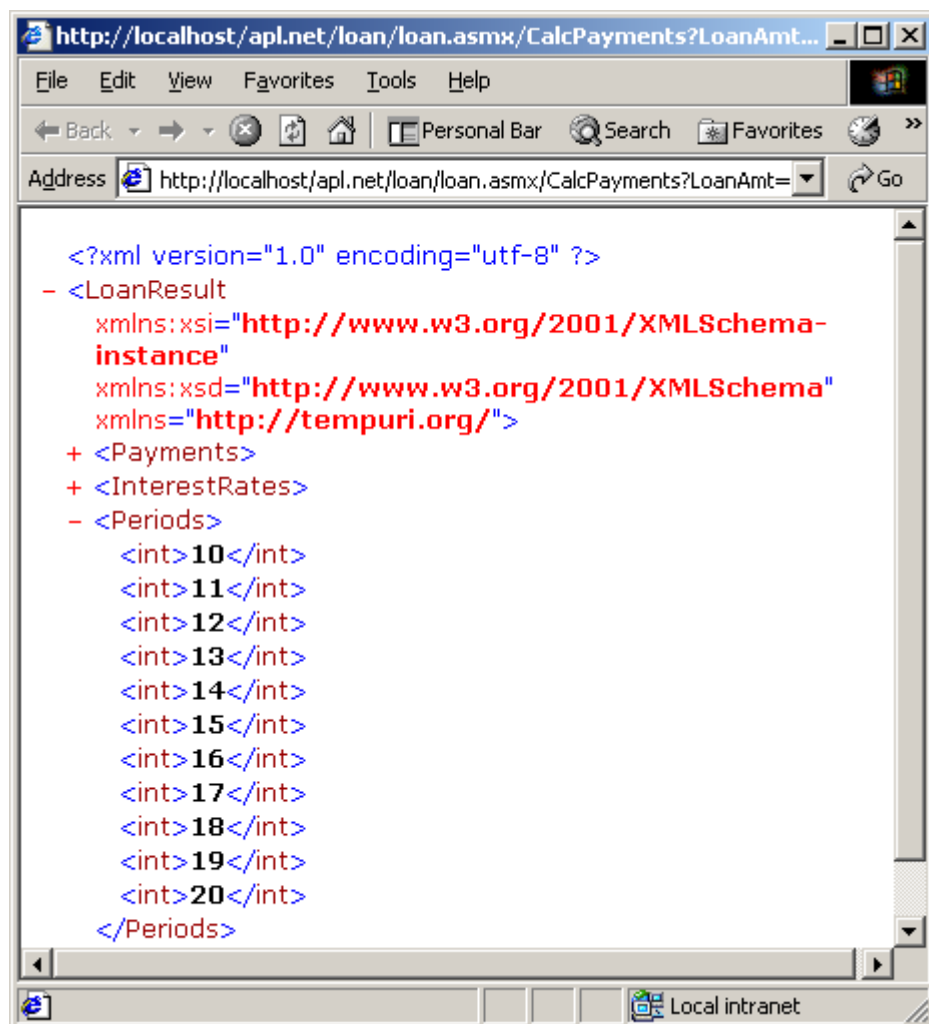 http://localhost/apl.net/loan/loan.asmx/CalcPayments?LoanAmt...
File Edit View Favorites Tools Help
Back Personal Bar Search Favorites »
Address http://localhost/apl.net/loan/loan.asmx/CalcPayments?LoanAmt= Go
<?xml version="1.0" encoding="utf-8" ?>
- <LoanResult
xmlns:xsi="http://www.w3.org/2001/XMLSchema-
instance"
xmlns:xsd="http://www.w3.org/2001/XMLSchema"
xmlns="http://tempuri.org/">
+ <Payments>
+ <InterestRates>
- <Periods>
<int>10</int>
<int>11</int>
<int>12</int>
<int>13</int>
<int>14</int>
<int>15</int>
<int>16</int>
<int>17</int>
<int>18</int>
<int>19</int>
<int>20</int>
</Periods>
Local intranet